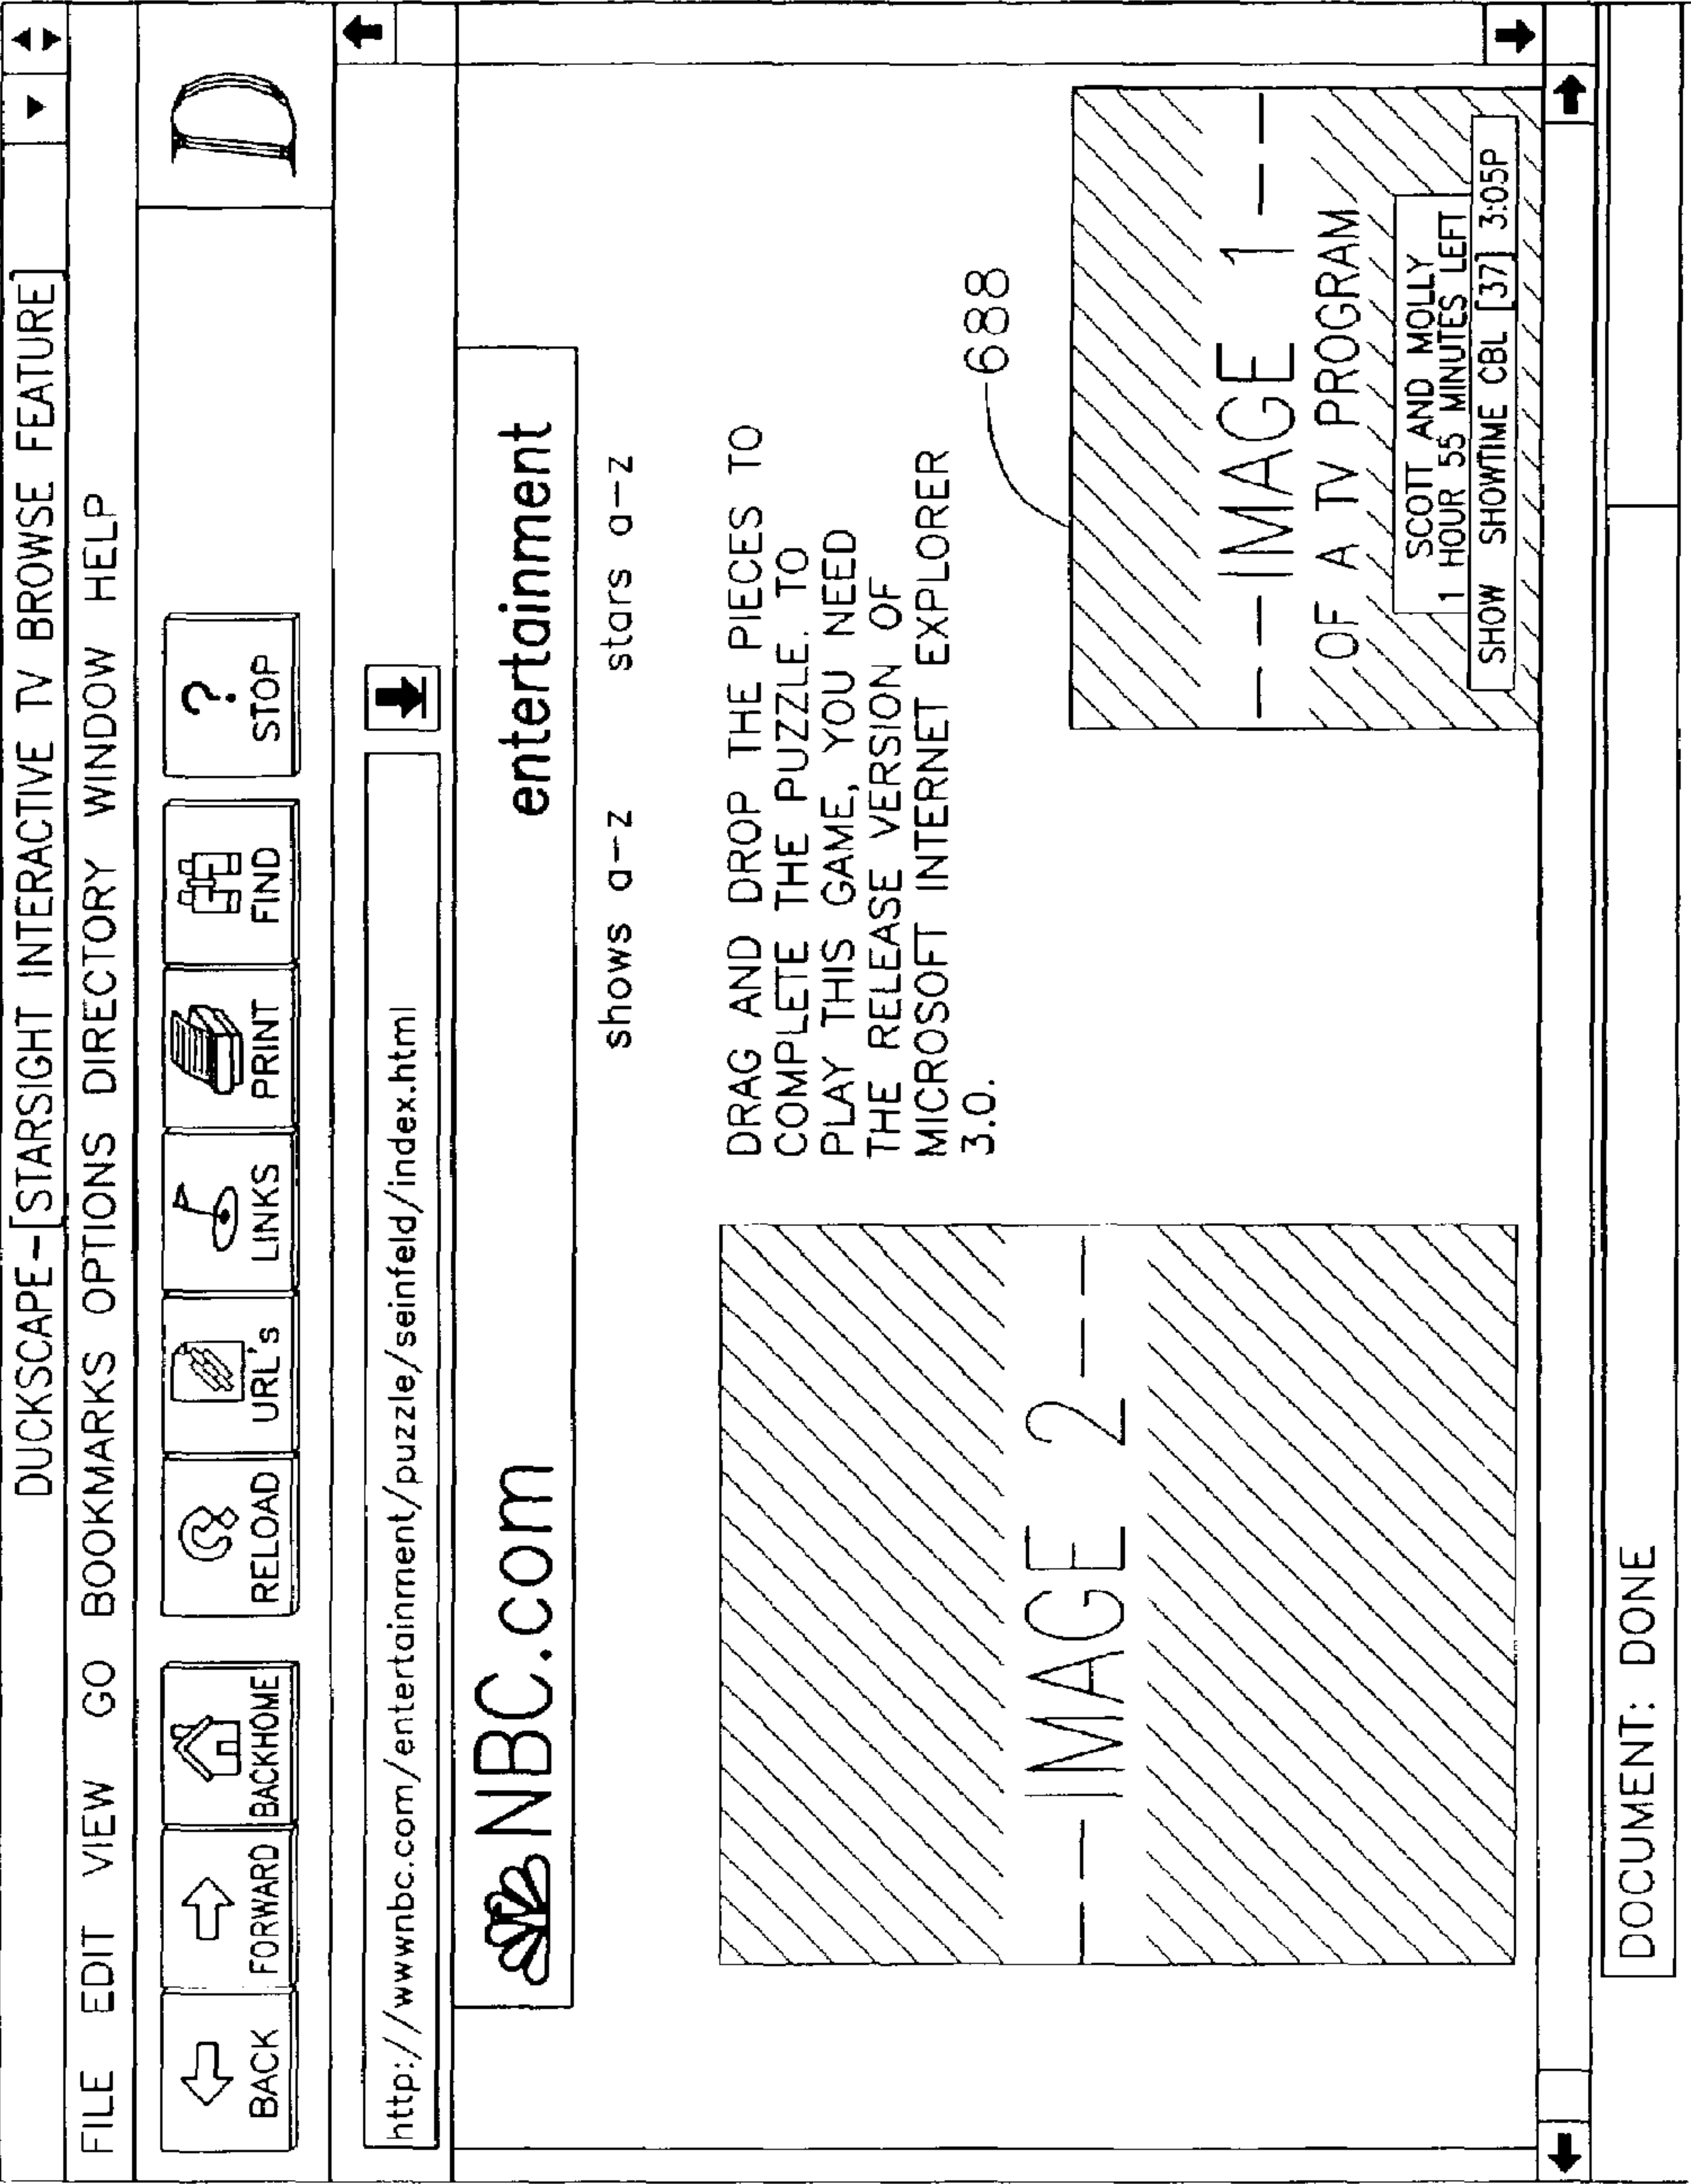 DUCKSCAPE-[STARSIGHT INTERACTIVE TV BROWSE FEATURE]
FILE EDIT VIEW GO BOOKMARKS OPTIONS DIRECTORY WINDOW HELP
BACK FORWARD BACKHOME RELOAD URL's LINKS PRINT FIND ? STOP
D
http://wwwnbc.com/entertainment/puzzle/seinfeld/index.html
NBC.com entertainment
shows a-z stars a-z
DRAG AND DROP THE PIECES TO
COMPLETE THE PUZZLE. TO
PLAY THIS GAME, YOU NEED
THE RELEASE VERSION OF
MICROSOFT INTERNET EXPLORER
3.0.
688
IMAGE 2
IMAGE 1
OF A TV PROGRAM
SCOTT AND MOLLY
1 HOUR 55 MINUTES LEFT
SHOW SHOWTIME CBL [37] 3:05P
DOCUMENT: DONE